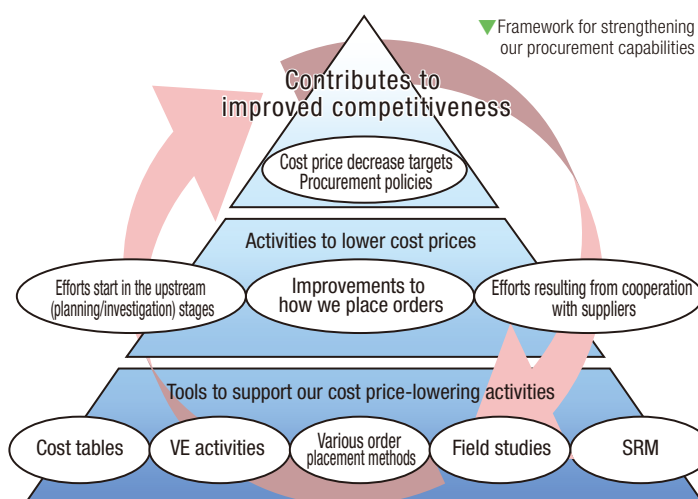 Framework for strengthening
our procurement capabilities
Contributes to
improved competitiveness
Cost price decrease targets
Procurement policies
Activities to lower cost prices
Efforts start in the upstream
(planning/investigation) stages
Improvements to
how we place orders
Efforts resulting from cooperation
with suppliers
Tools to support our cost price-lowering activities
Cost tables
VE activities
Various order
placement methods
Field studies
SRM